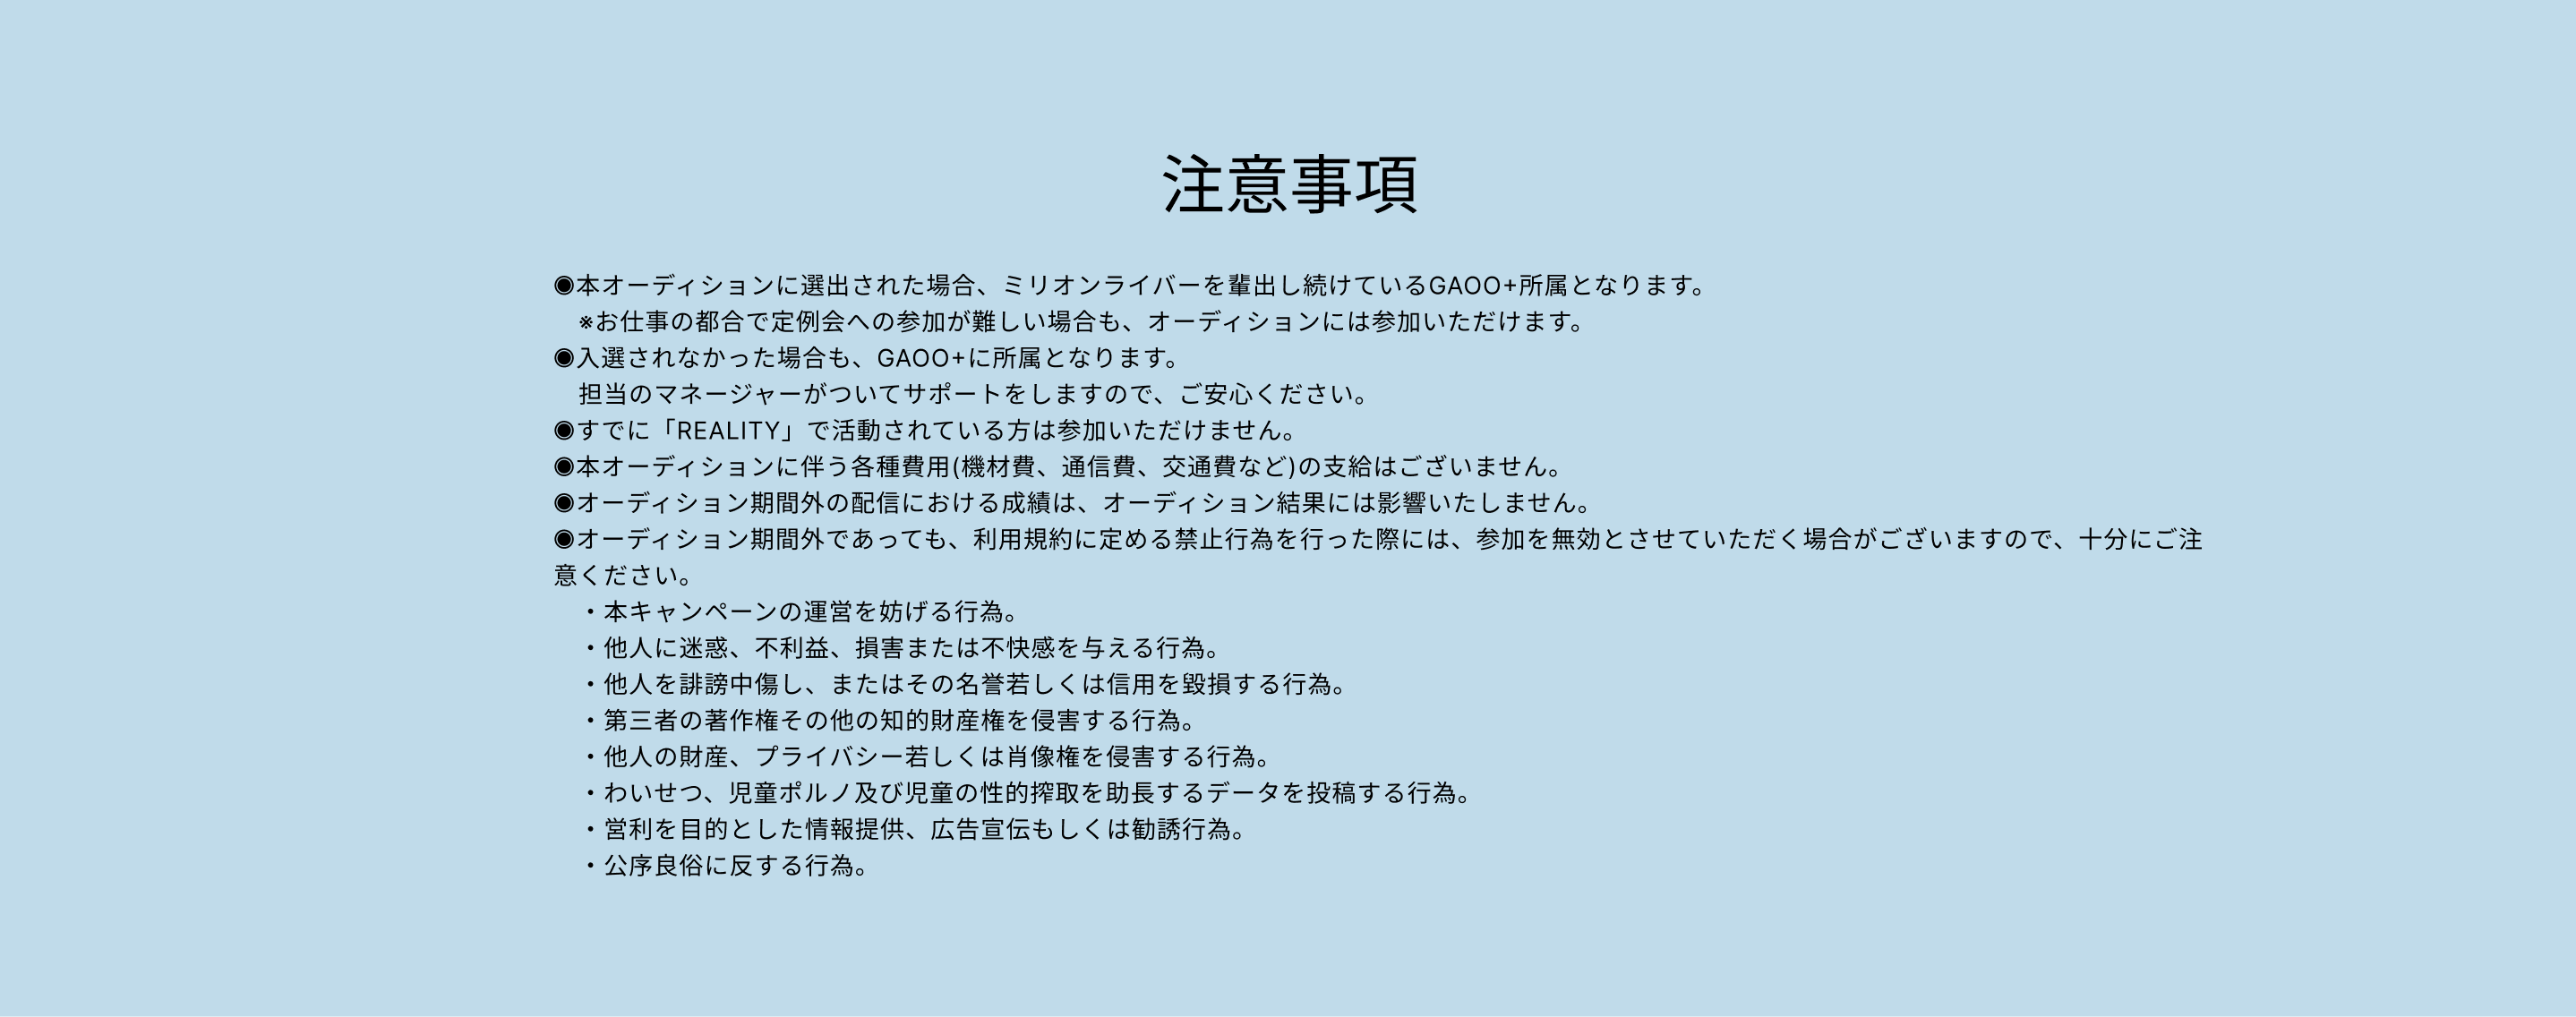 注意事項
◉本オーディションに選出された場合、ミリオンライバーを輩出し続けているGAOO+所属となります。
※お仕事の都合で定例会への参加が難しい場合も、オーディションには参加いただけます。
◉入選されなかった場合も、GAOO+に所属となります。
担当のマネージャーがついてサポートをしますので、ご安心ください。
◉すでに「REALITY」で活動されている方は参加いただけません。
◉本オーディションに伴う各種費用(機材費、通信費、交通費など)の支給はございません。
◉オーディション期間外の配信における成績は、オーディション結果には影響いたしません。
◉オーディション期間外であっても、利用規約に定める禁止行為を行った際には、参加を無効とさせていただく場合がございますので、十分にご注
意ください。
・本キャンペーンの運営を妨げる行為。
・他人に迷惑、不利益、損害または不快感を与える行為。
・他人を誹謗中傷し、またはその名誉若しくは信用を毀損する行為。
・第三者の著作権その他の知的財産権を侵害する行為。
・他人の財産、プライバシー若しくは肖像権を侵害する行為。
・わいせつ、児童ポルノ及び児童の性的搾取を助長するデータを投稿する行為。
・営利を目的とした情報提供、広告宣伝もしくは勧誘行為。
・公序良俗に反する行為。